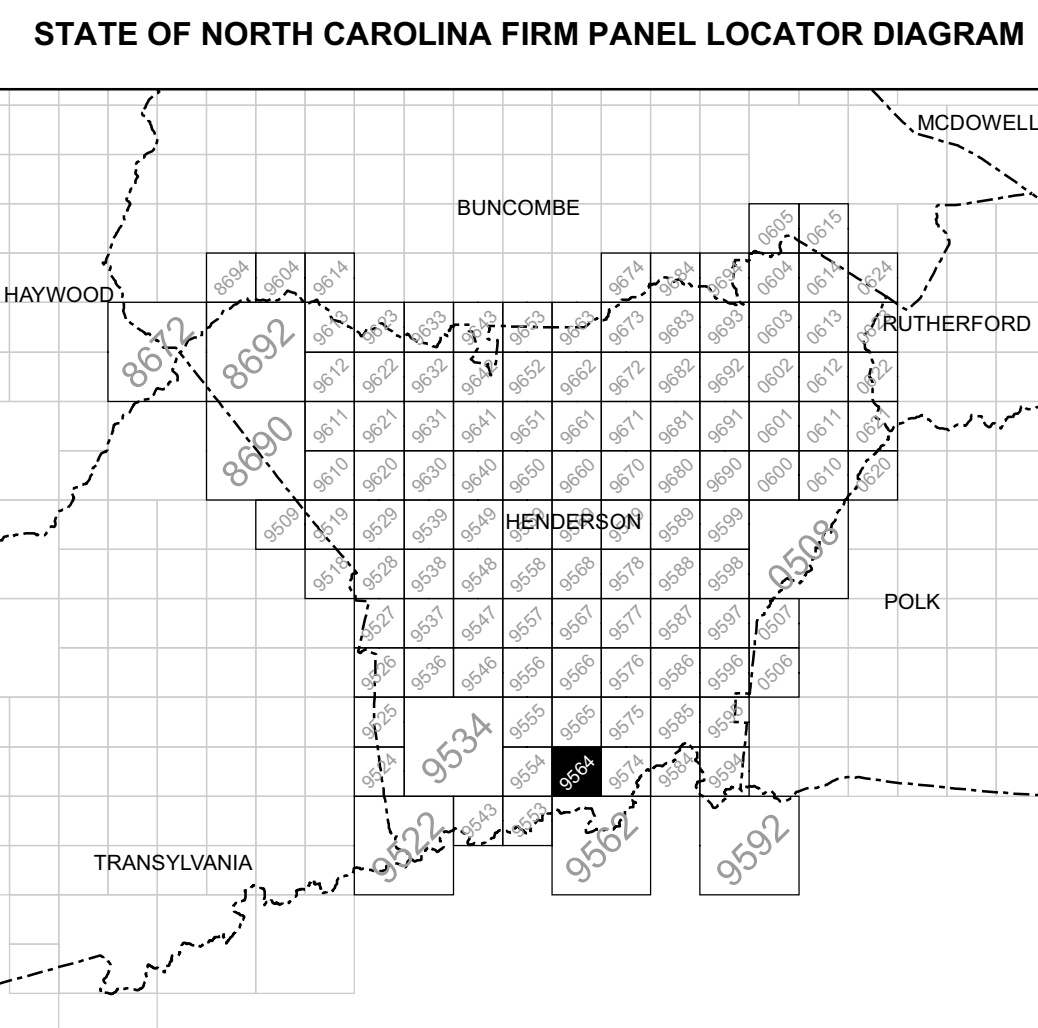 STATE OF NORTH CAROLINA FIRM PANEL LOCATOR DIAGRAM
MCDOWELL
BUNCOMBE
0605 0615
8694 9604 9614 9674 9684 9694 0604 0614 0624
HAYWOOD
8672 8692 9613 9623 9633 9643 9653 9663 9673 9683 9693 0603 0613 RUTHERFORD
9612 9622 9632 9642 9652 9662 9672 9682 9692 0602 0612 0622
8690 9611 9621 9631 9641 9651 9661 9671 9681 9691 0601 0611 0621
9610 9620 9630 9640 9650 9660 9670 9680 9690 0600 0610 0620
9509 9519 9529 9539 9549 HENDERSON 9589 9599 0508
9518 9528 9538 9548 9558 9568 9578 9588 9598
9527 9537 9547 9557 9567 9577 9587 9597 0507 POLK
9526 9536 9546 9556 9566 9576 9586 9596 0506
9525 9534 9555 9565 9575 9585 9595
9524 9554 9564 9574 9584 9594
9522 9543 9553 9562 9592
TRANSYLVANIA